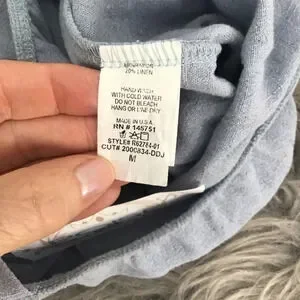 20% LINEN
HAND WASH
WITH COLD WATER
DO NOT BLEACH
HANG OR LINE DRY
MADE IN U.S.A
RN # 145751
STYLE# R62784-01
CUT# 2000834-DDJ
M